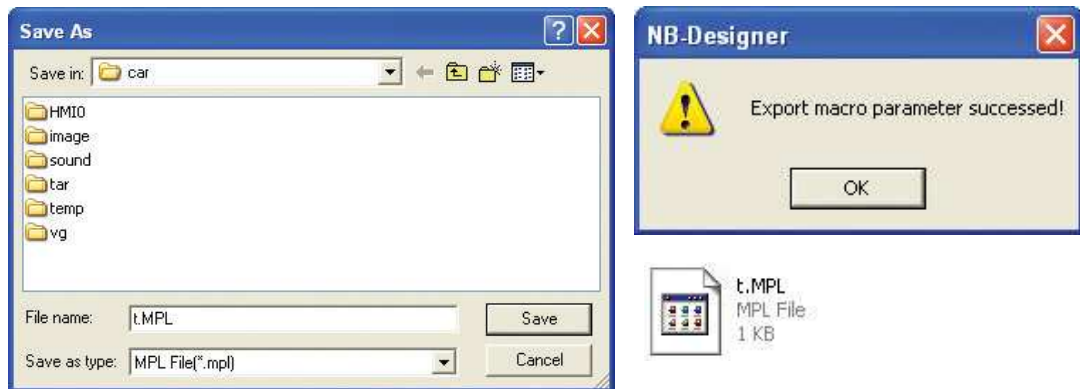 Save As
Save in: car
HMI0
image
sound
tar
temp
vg
File name: t.MPL
Save
Save as type: MPL File(*.mpl)
Cancel
NB-Designer
Export macro parameter successed!
OK
t.MPL
MPL File
1 KB